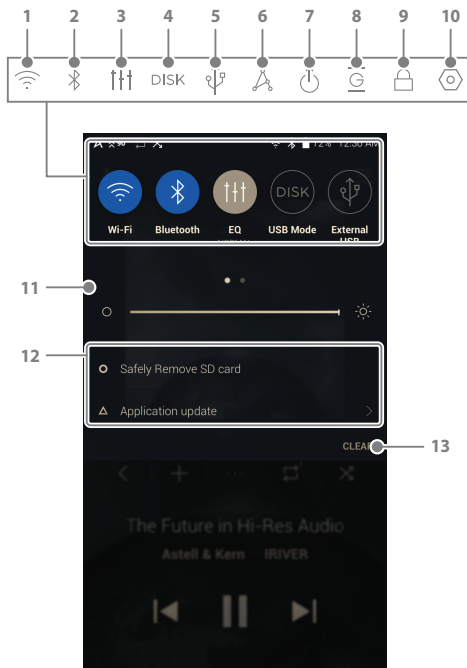 1 2 3 4 5 6 7 8 9 10
DISK G
12% 12:30 AM
DISK
Wi-Fi Bluetooth EQ USB Mode External
USB
11
12
Safely Remove SD card
Application update
CLEAR
13
The Future in Hi-Res Audio
Astell & Kern IRIVER